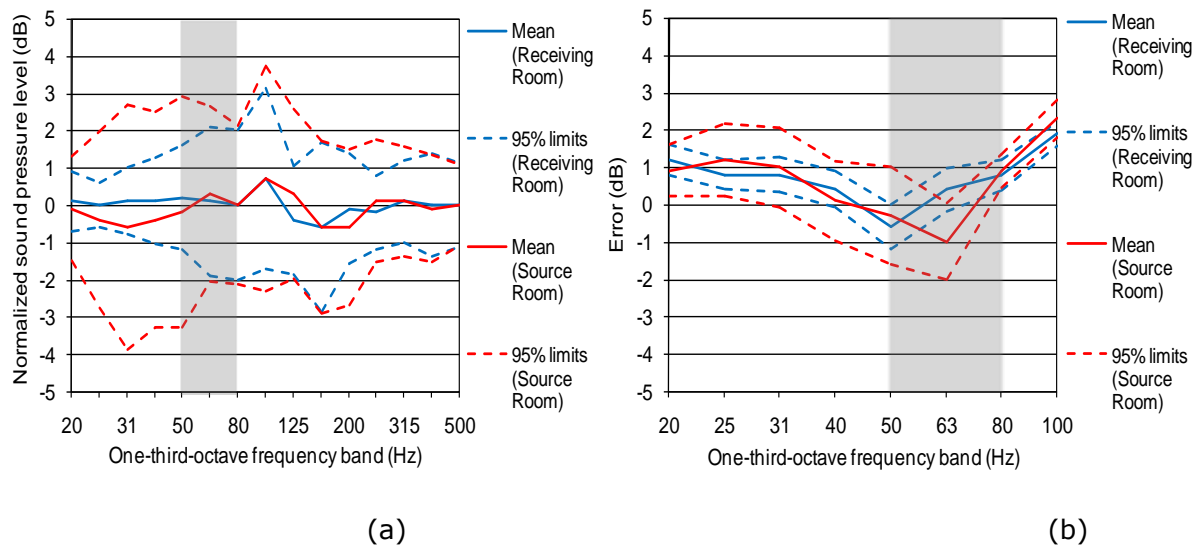 Normalized sound pressure level (dB)
5
4
3
2
1
0
-1
-2
-3
-4
-5
20 31 50 80 125 200 315 500
One-third-octave frequency band (Hz)
Mean
(Receiving
Room)
95% limits
(Receiving
Room)
Mean
(Source
Room)
95% limits
(Source
Room)
(a)
Error (dB)
5
4
3
2
1
0
-1
-2
-3
-4
-5
20 25 31 40 50 63 80 100
One-third-octave frequency band (Hz)
Mean
(Receiving
Room)
95% limits
(Receiving
Room)
Mean
(Source
Room)
95% limits
(Source
Room)
(b)